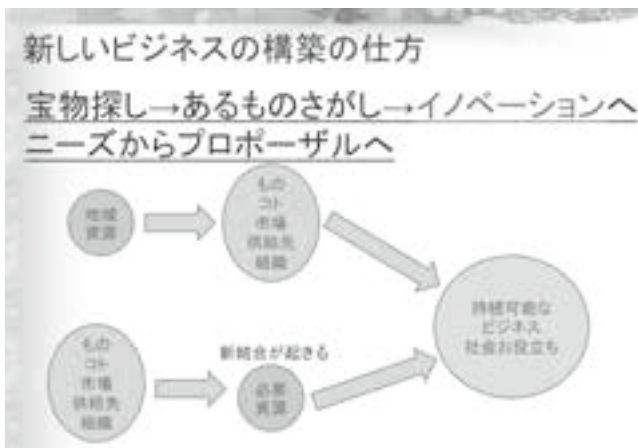 新しいビジネスの構築の仕方
宝物探し→あるものさがし→イノベーションへ
ニーズからプロポーザルへ
地域
資源
もの
コト
市場
供給先
組織
もの
コト
市場
供給先
組織
新結合が起きる
必要
資源
持続可能な
ビジネス
社会お役立ち